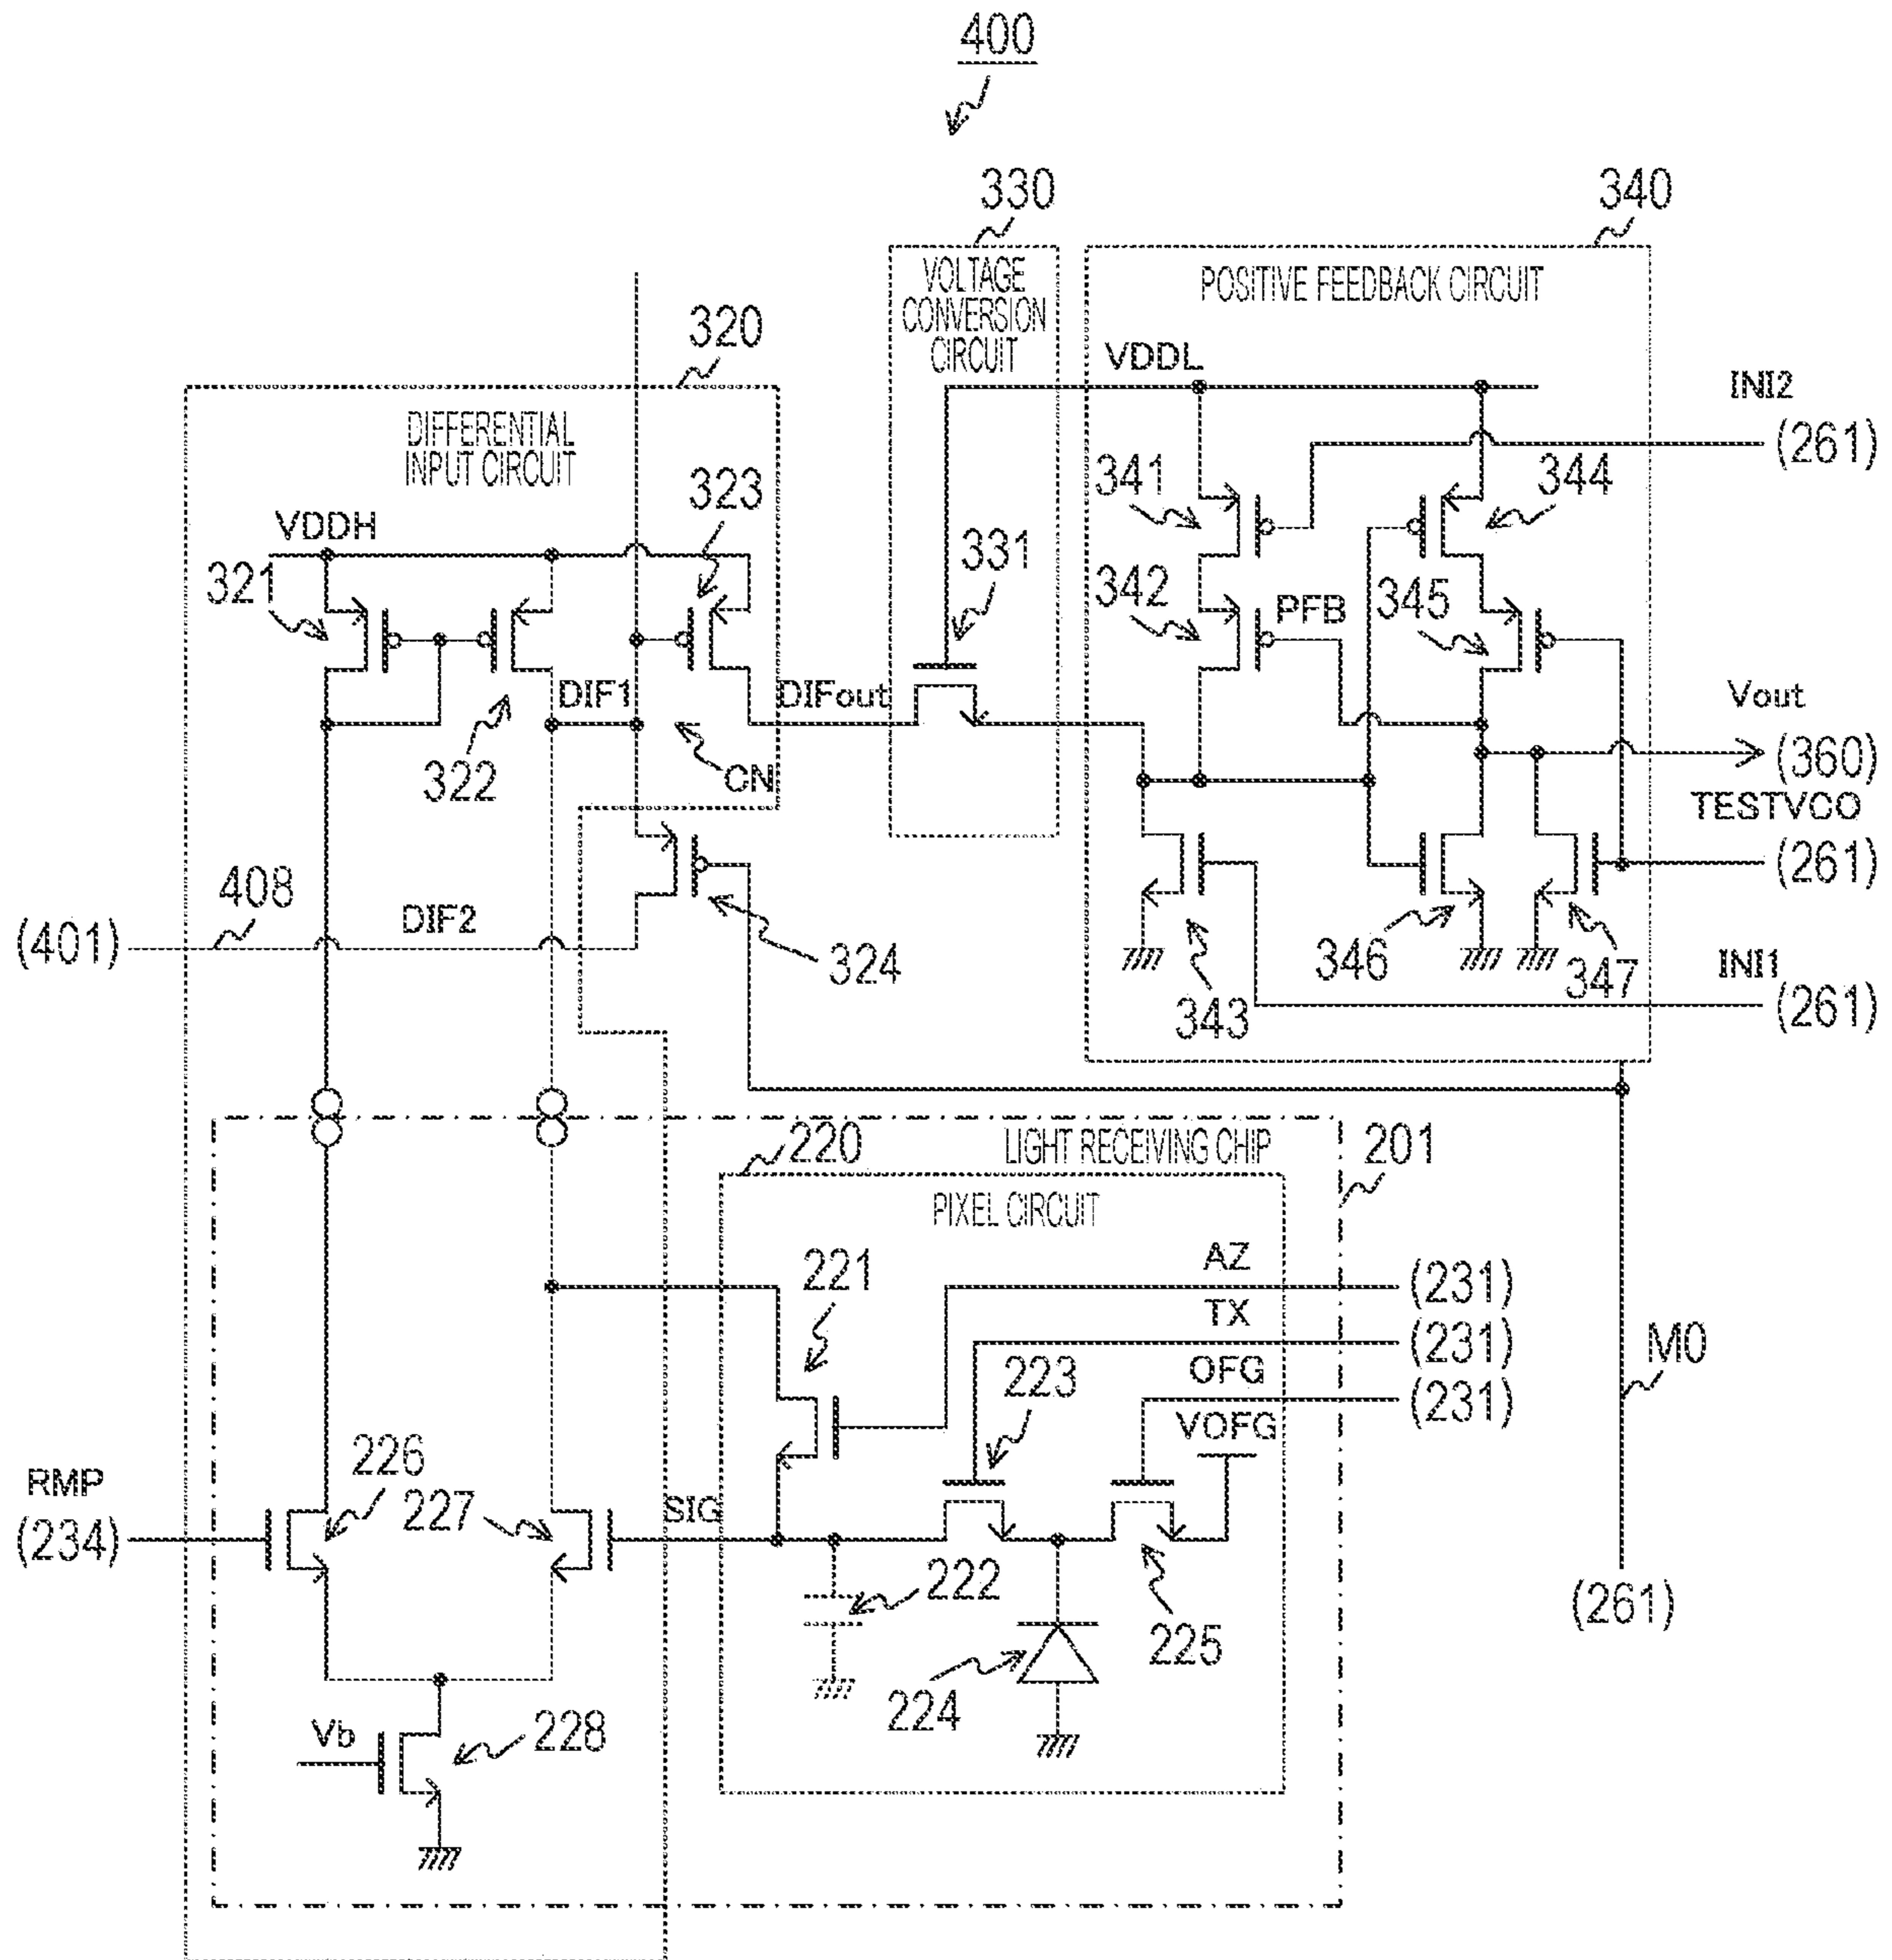 400
330
340
VOLTAGE
CONVERSION
CIRCUIT
POSITIVE FEEDBACK CIRCUIT
320
VDDL
INI2
(261)
DIFFERENTIAL
INPUT CIRCUIT
323
341
344
VDDH
331
321
342
PFB
345
DIF1
DIFout
Vout
(360)
322
CN
TESTVCO
(261)
408
DIF2
(401)
324
346
347
INI1
(261)
343
220
LIGHT RECEIVING CHIP
201
PIXEL CIRCUIT
221
AZ
(231)
TX
(231)
223
OFG
(231)
M0
VOFG
226
RMP
(234)
227
SIG
222
225
(261)
224
Vb
228